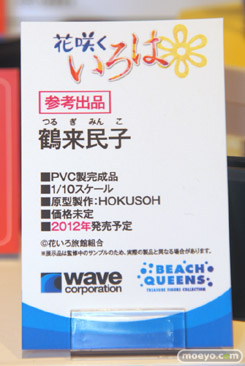 花咲く
いろは
参考出品
つるぎみんこ
鶴来民子
■PVC製完成品
■1/10スケール
■原型製作：HOKUSOH
■価格未定
■2012年発売予定
©花いろ旅館組合
※展示品は監修中のサンプルのため、実際の製品と異なる場合があります。
wave
corporation
BEACH
QUEENS
TREASURE FIGURE COLLECTION
moeyo.com